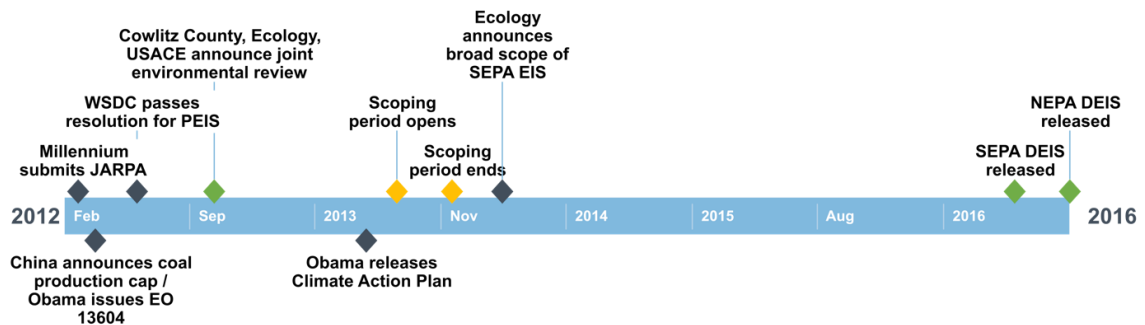 Ecology
announces
broad scope of
SEPA EIS
Cowlitz County, Ecology,
USACE announce joint
environmental review
WSDC passes
resolution for PEIS
Scoping
period opens
NEPA DEIS
released
Millennium
submits JARPA
Scoping
period ends
SEPA DEIS
released
2012
Feb
Sep
2013
Nov
2014
2015
Aug
2016
2016
China announces coal
production cap /
Obama issues EO
13604
Obama releases
Climate Action Plan